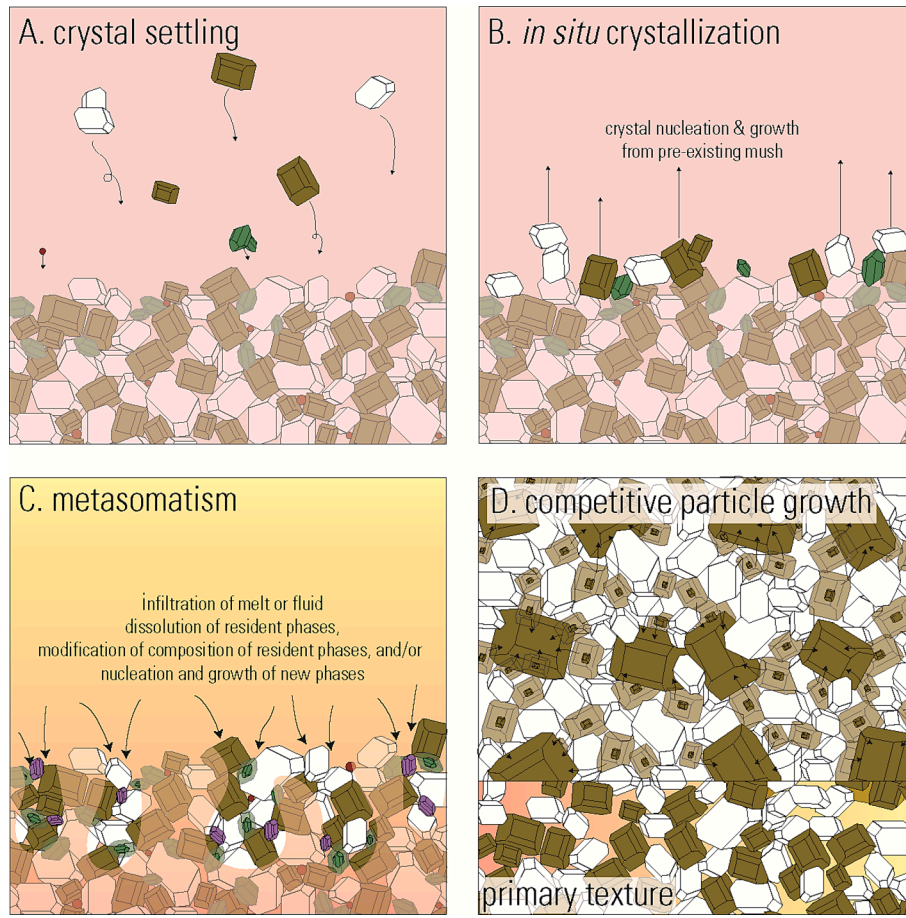 A. crystal settling
B. in situ crystallization
crystal nucleation & growth
from pre-existing mush
C. metasomatism
infiltration of melt or fluid
dissolution of resident phases,
modification of composition of resident phases, and/or
nucleation and growth of new phases
D. competitive particle growth
primary texture